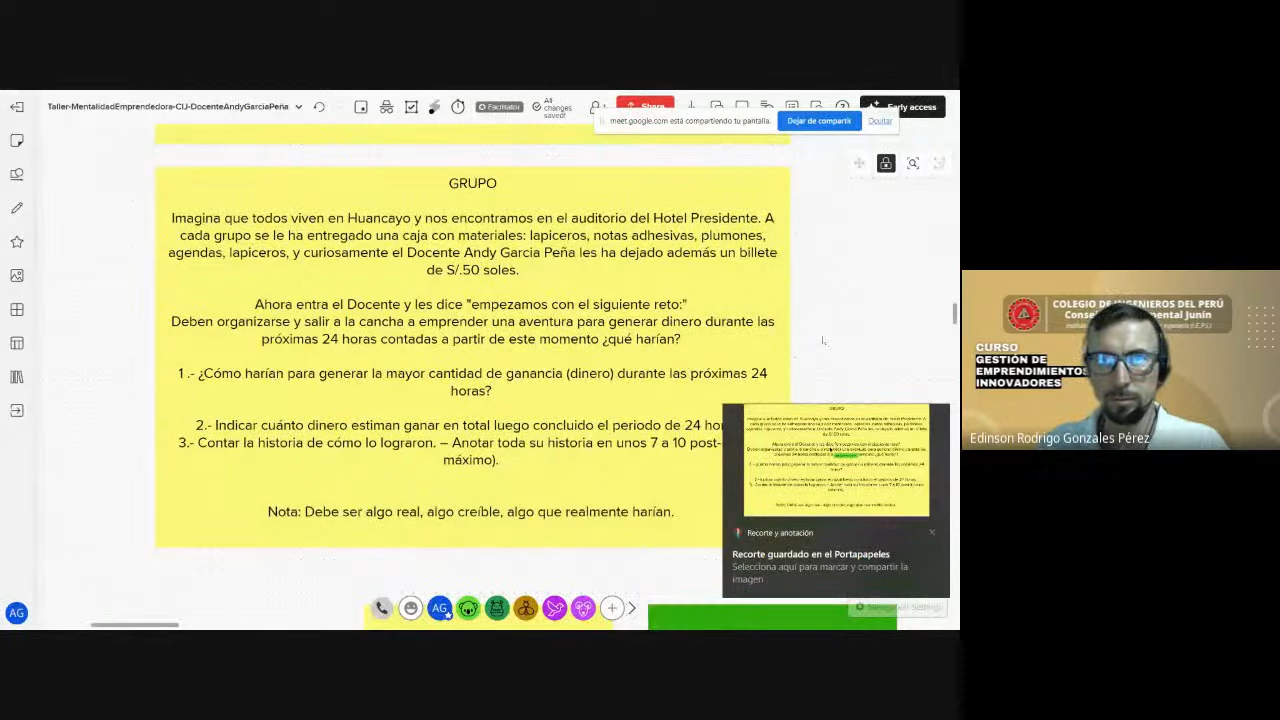 Taller-MentalidadEmprendedora-CIJ-DocenteAndyGarciaPeña
Facilitator
All changes saved!
Share
Early access
meet.google.com está compartiendo tu pantalla.
Dejar de compartir
Ocultar
GRUPO
Imagina que todos viven en Huancayo y nos encontramos en el auditorio del Hotel Presidente. A
cada grupo se le ha entregado una caja con materiales: lapiceros, notas adhesivas, plumones,
agendas, lapiceros, y curiosamente el Docente Andy Garcia Peña les ha dejado además un billete
de S/.50 soles.
Ahora entra el Docente y les dice "empezamos con el siguiente reto:"
Deben organizarse y salir a la cancha a emprender una aventura para generar dinero durante las
próximas 24 horas contadas a partir de este momento ¿qué harían?
1.- ¿Cómo harían para generar la mayor cantidad de ganancia (dinero) durante las próximas 24
horas?
2.- Indicar cuánto dinero estiman ganar en total luego concluido el periodo de 24
3.- Contar la historia de cómo lo lograron. – Anotar toda su historia en unos 7 a 10 post-
máximo).
Nota: Debe ser algo real, algo creíble, algo que realmente harían.
Recorte y anotación
Recorte guardado en el Portapapeles
Selecciona aquí para marcar y compartir la
imagen
AG
AG
COLEGIO DE INGENIEROS DEL PERÚ
CURSO
GESTIÓN DE
EMPRENDIMIENTOS
INNOVADORES
Edinson Rodrigo Gonzales Pérez